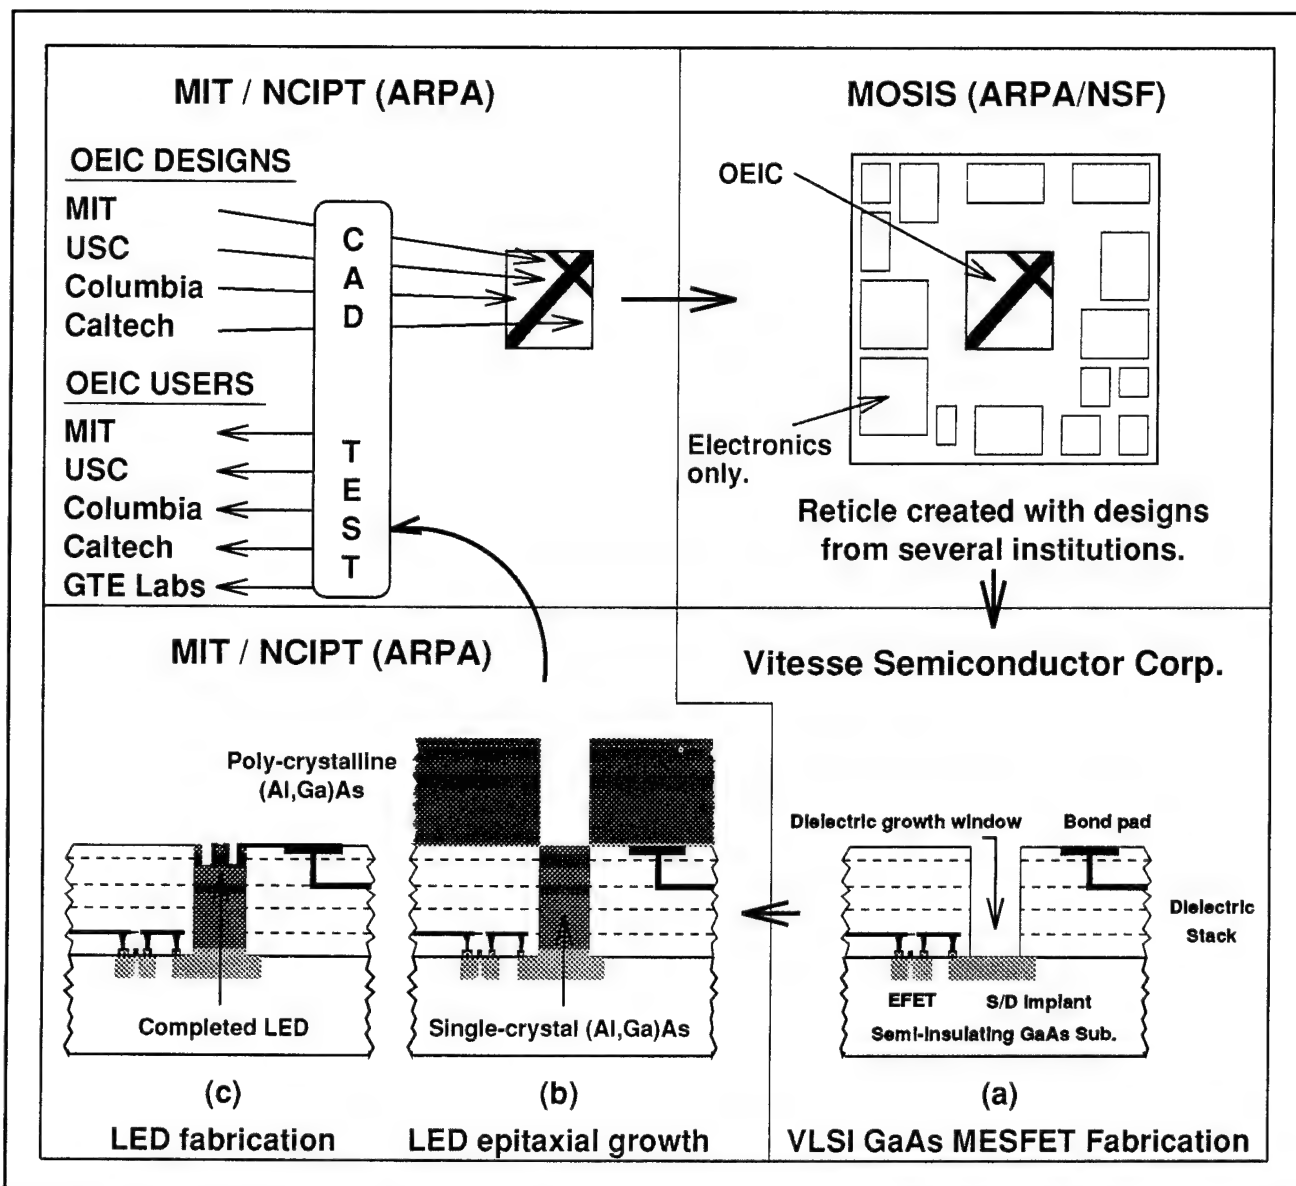 MIT / NCIPT (ARPA)
OEIC DESIGNS
MIT
USC
Columbia
Caltech
CAD
OEIC USERS
MIT
USC
Columbia
Caltech
GTE Labs
TEST
MOSIS (ARPA/NSF)
OEIC
Electronics
only.
Reticle created with designs
from several institutions.
MIT / NCIPT (ARPA)
Poly-crystalline
(Al,Ga)As
Completed LED
(c)
LED fabrication
Single-crystal (Al,Ga)As
(b)
LED epitaxial growth
Vitesse Semiconductor Corp.
Dielectric growth window
Bond pad
Dielectric
Stack
EFET
S/D Implant
Semi-Insulating GaAs Sub.
(a)
VLSI GaAs MESFET Fabrication